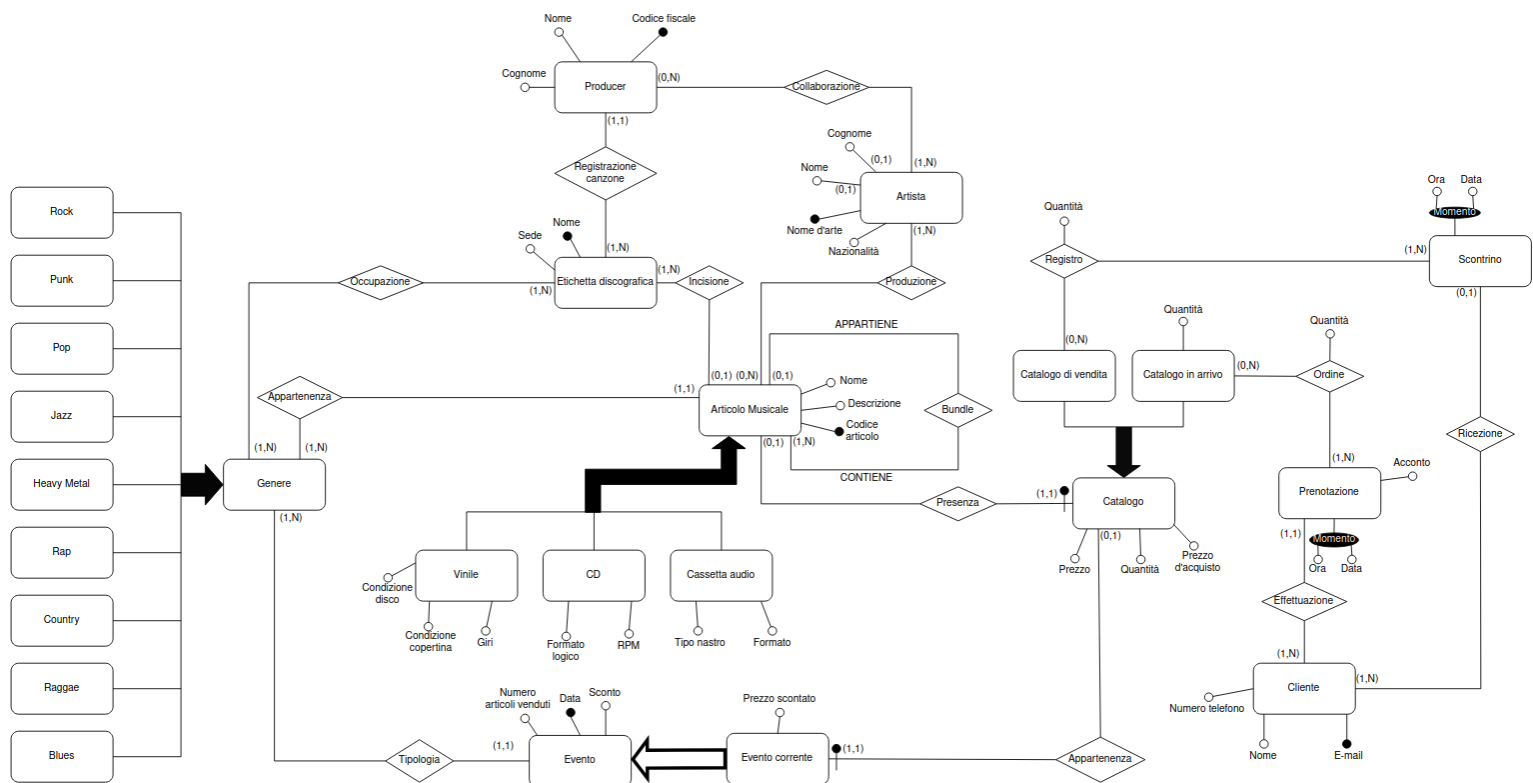 Nome
Codice fiscale
Cognome
Producer
(0,N)
Collaborazione
(1,1)
Cognome
(0,1)
(1,N)
Nome
(0,1)
Artista
Nome d'arte
(1,N)
Nazionalità
Registrazione
canzone
Ora
Data
Momento
Rock
Quantità
Nome
Sede
(1,N)
(1,N)
Scontrino
Punk
Occupazione
(1,N)
Etichetta discografica
(1,N)
Incisione
Produzione
Registro
(0,1)
Quantità
Quantità
APPARTIENE
Pop
(0,N)
Catalogo di vendita
Catalogo in arrivo
(0,N)
Ordine
(0,1)
(0,N)
(0,1)
Nome
(1,1)
Appartenenza
Articolo Musicale
Descrizione
Bundle
Codice
articolo
Jazz
Ricezione
(1,N)
(1,N)
(0,1)
(1,N)
(1,N)
Acconto
Heavy Metal
Genere
CONTIENE
Prenotazione
(1,N)
Presenza
(1,1)
Catalogo
(0,1)
(1,1)
Momento
Rap
Prezzo
Quantità
Prezzo
d'acquisto
Ora
Data
Vinile
CD
Cassetta audio
Condizione
disco
Effettuazione
Country
Condizione
copertina
Giri
Formato
logico
RPM
Tipo nastro
Formato
(1,N)
Raggae
Numero
articoli venduti
Data
Sconto
Prezzo scontato
Cliente
(1,N)
Numero telefono
(1,1)
(1,1)
Blues
Tipologia
Evento
Evento corrente
Appartenenza
Nome
E-mail